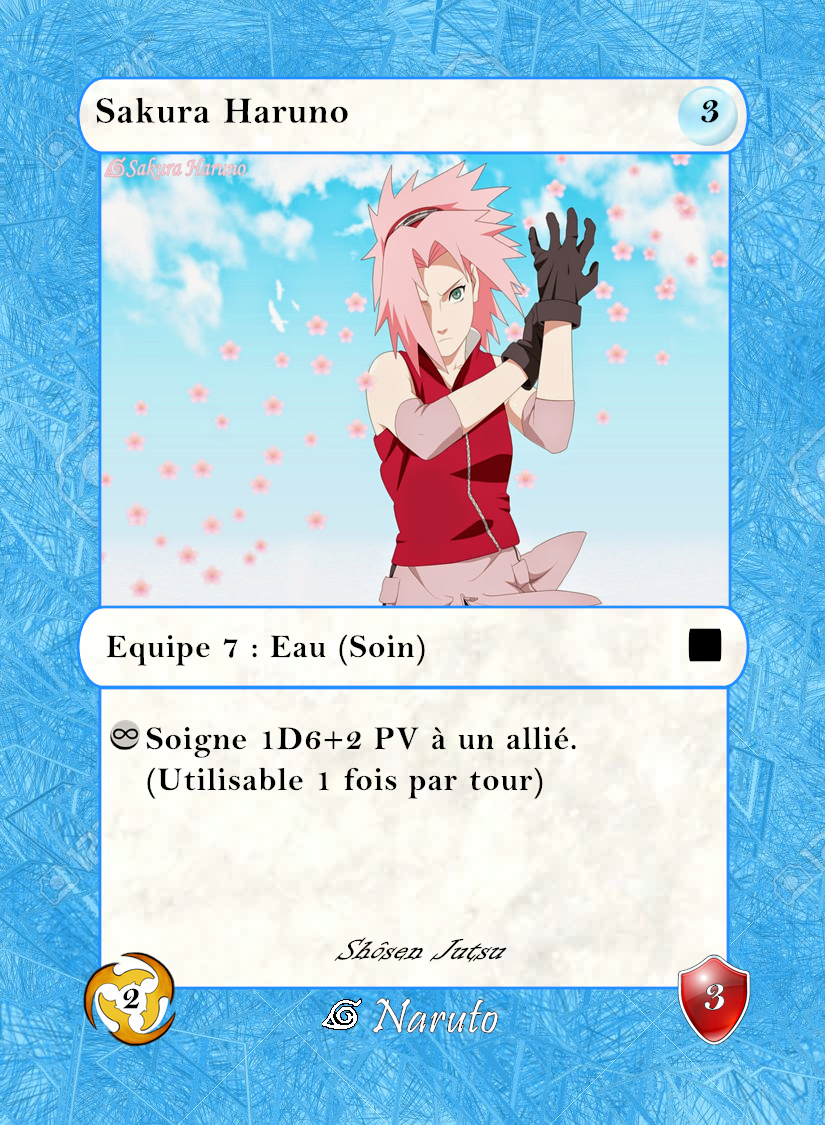 Sakura Haruno
3
Sakura Haruno
Equipe 7 : Eau (Soin)
∞ Soigne 1D6+2 PV à un allié.
(Utilisable 1 fois par tour)
Shôsen Jutsu
2
Naruto
3